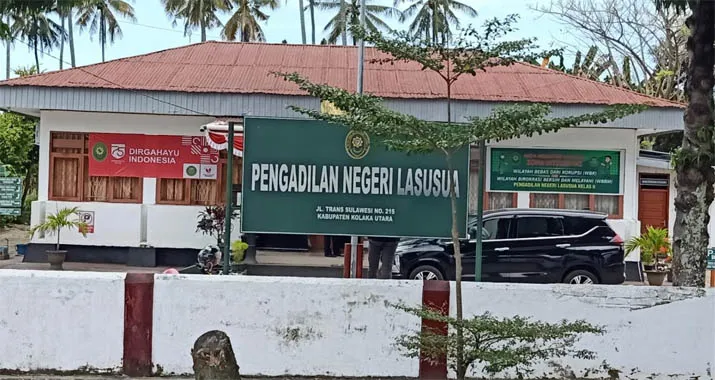 DIRGAHAYU
INDONESIA
PENGADILAN NEGERI LASUSUA
JL. TRANS SULAWESI NO. 215
KABUPATEN KOLAKA UTARA
WILAYAH BEBAS DARI KORUPSI (WBK)
WILAYAH BIROKRASI BERSIH DAN MELAYANI (WBBM)
PENGADILAN NEGERI LASUSUA KELAS II